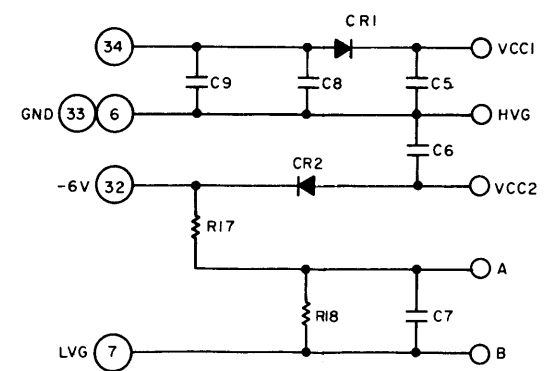 CR1
34
VCC1
C9
C8
C5
GND 33 6
HVG
C6
CR2
-6V 32
VCC2
R17
A
R18
C7
LVG 7
B